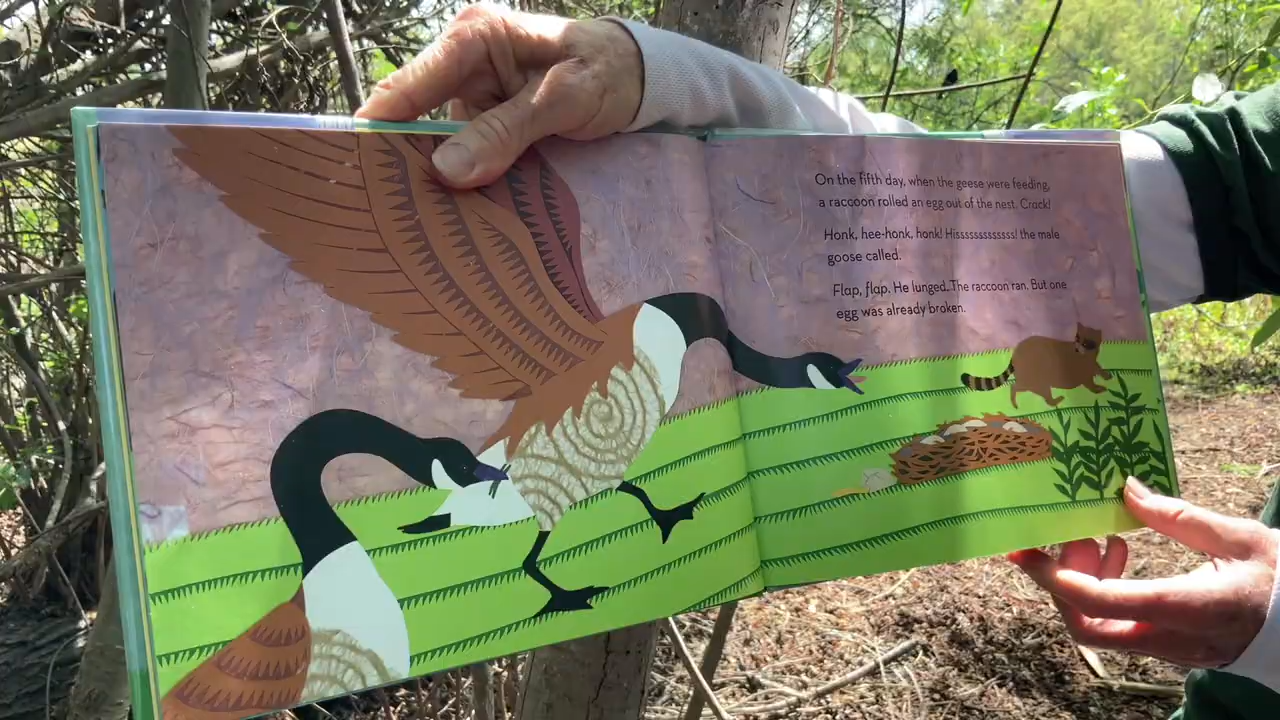 On the fifth day, when the geese were feeding,
a raccoon rolled an egg out of the nest. Crack!
Honk, hee-honk, honk! Hisssssssssssss! the male
goose called.
Flap, flap. He lunged. The raccoon ran. But one
egg was already broken.